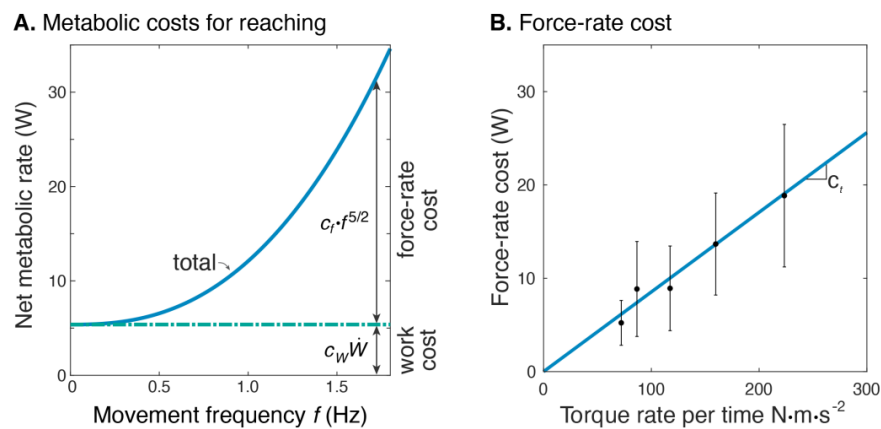 A. Metabolic costs for reaching
Net metabolic rate (W)
30
20
10
0
0
0.5
1.0
1.5
Movement frequency f (Hz)
total
c_f·f^5/2
force-rate
cost
c_W Ẇ
work
cost
B. Force-rate cost
Force-rate cost (W)
30
20
10
0
0
100
200
300
Torque rate per time N·m·s⁻²
c_t